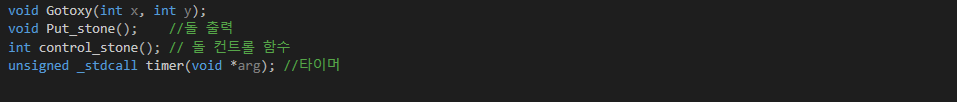 void Gotoxy(int x, int y);
void Put_stone();    //돌 출력
int control_stone(); // 돌 컨트롤 함수
unsigned _stdcall timer(void *arg); //타이머